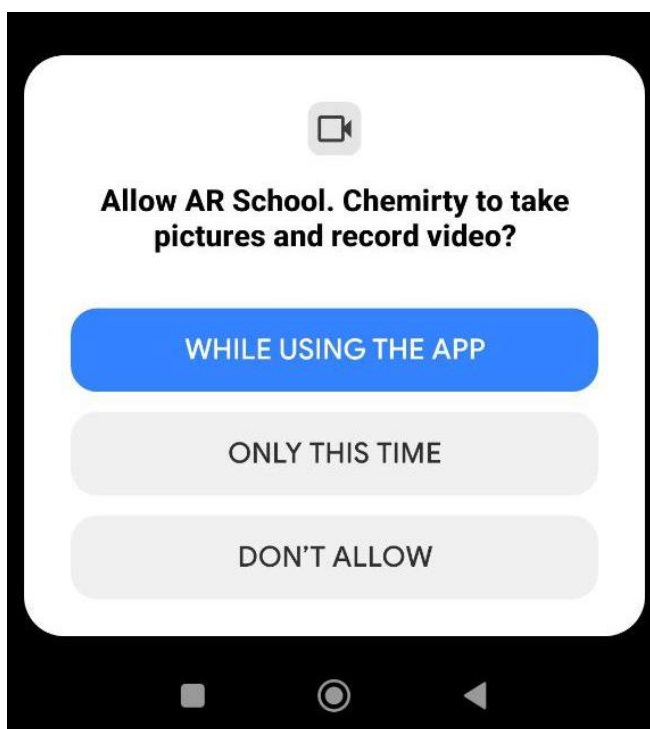 Allow AR School. Chemirty to take
pictures and record video?
WHILE USING THE APP
ONLY THIS TIME
DON’T ALLOW